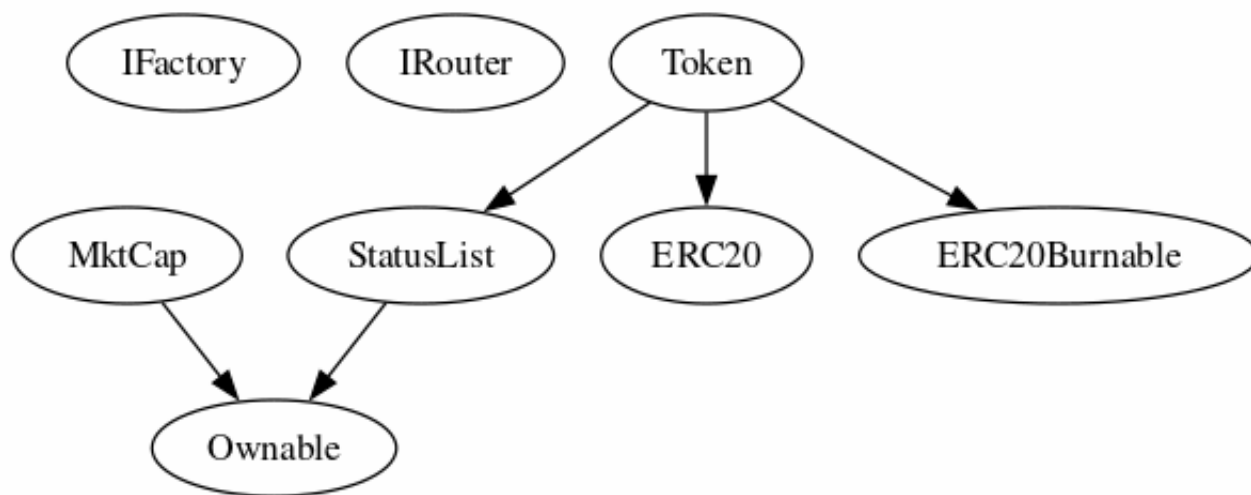 IFactory
IRouter
Token
MktCap
StatusList
ERC20
ERC20Burnable
Ownable